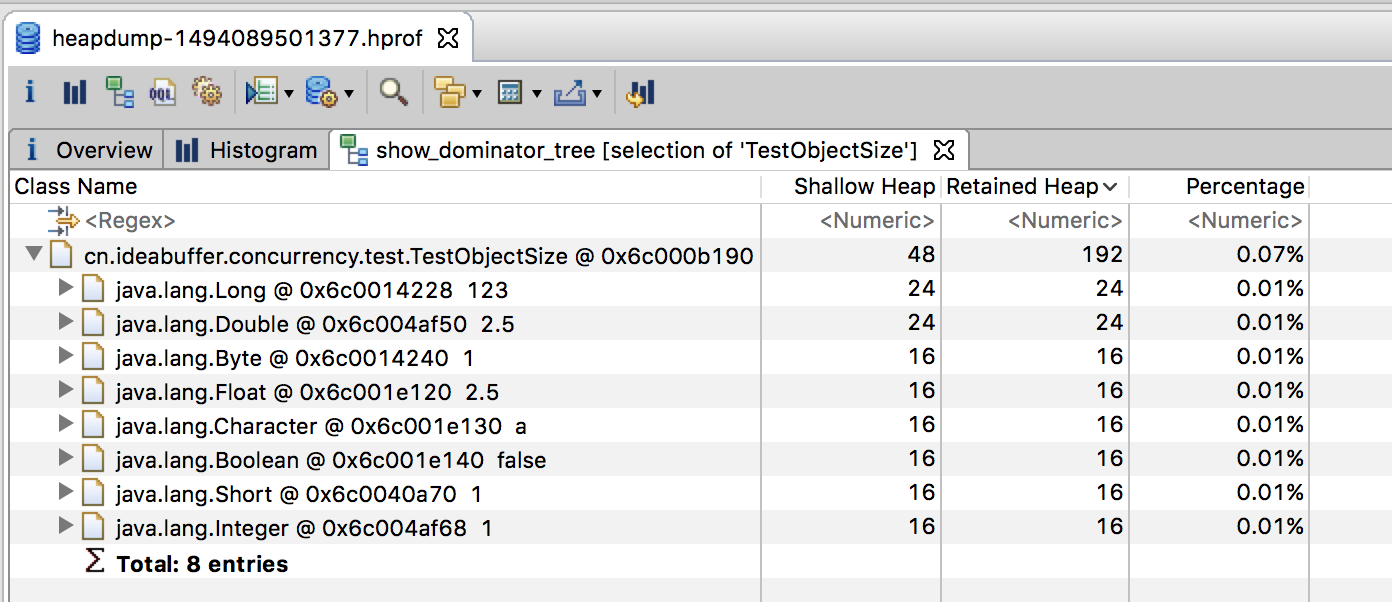 heapdump-1494089501377.hprof
i OQL
i Overview Histogram show_dominator_tree [selection of 'TestObjectSize']
Class Name Shallow Heap Retained Heap Percentage
<Regex> <Numeric> <Numeric> <Numeric>
cn.ideabuffer.concurrency.test.TestObjectSize @ 0x6c000b190 48 192 0.07%
java.lang.Long @ 0x6c0014228 123 24 24 0.01%
java.lang.Double @ 0x6c004af50 2.5 24 24 0.01%
java.lang.Byte @ 0x6c0014240 1 16 16 0.01%
java.lang.Float @ 0x6c001e120 2.5 16 16 0.01%
java.lang.Character @ 0x6c001e130 a 16 16 0.01%
java.lang.Boolean @ 0x6c001e140 false 16 16 0.01%
java.lang.Short @ 0x6c0040a70 1 16 16 0.01%
java.lang.Integer @ 0x6c004af68 1 16 16 0.01%
Σ Total: 8 entries